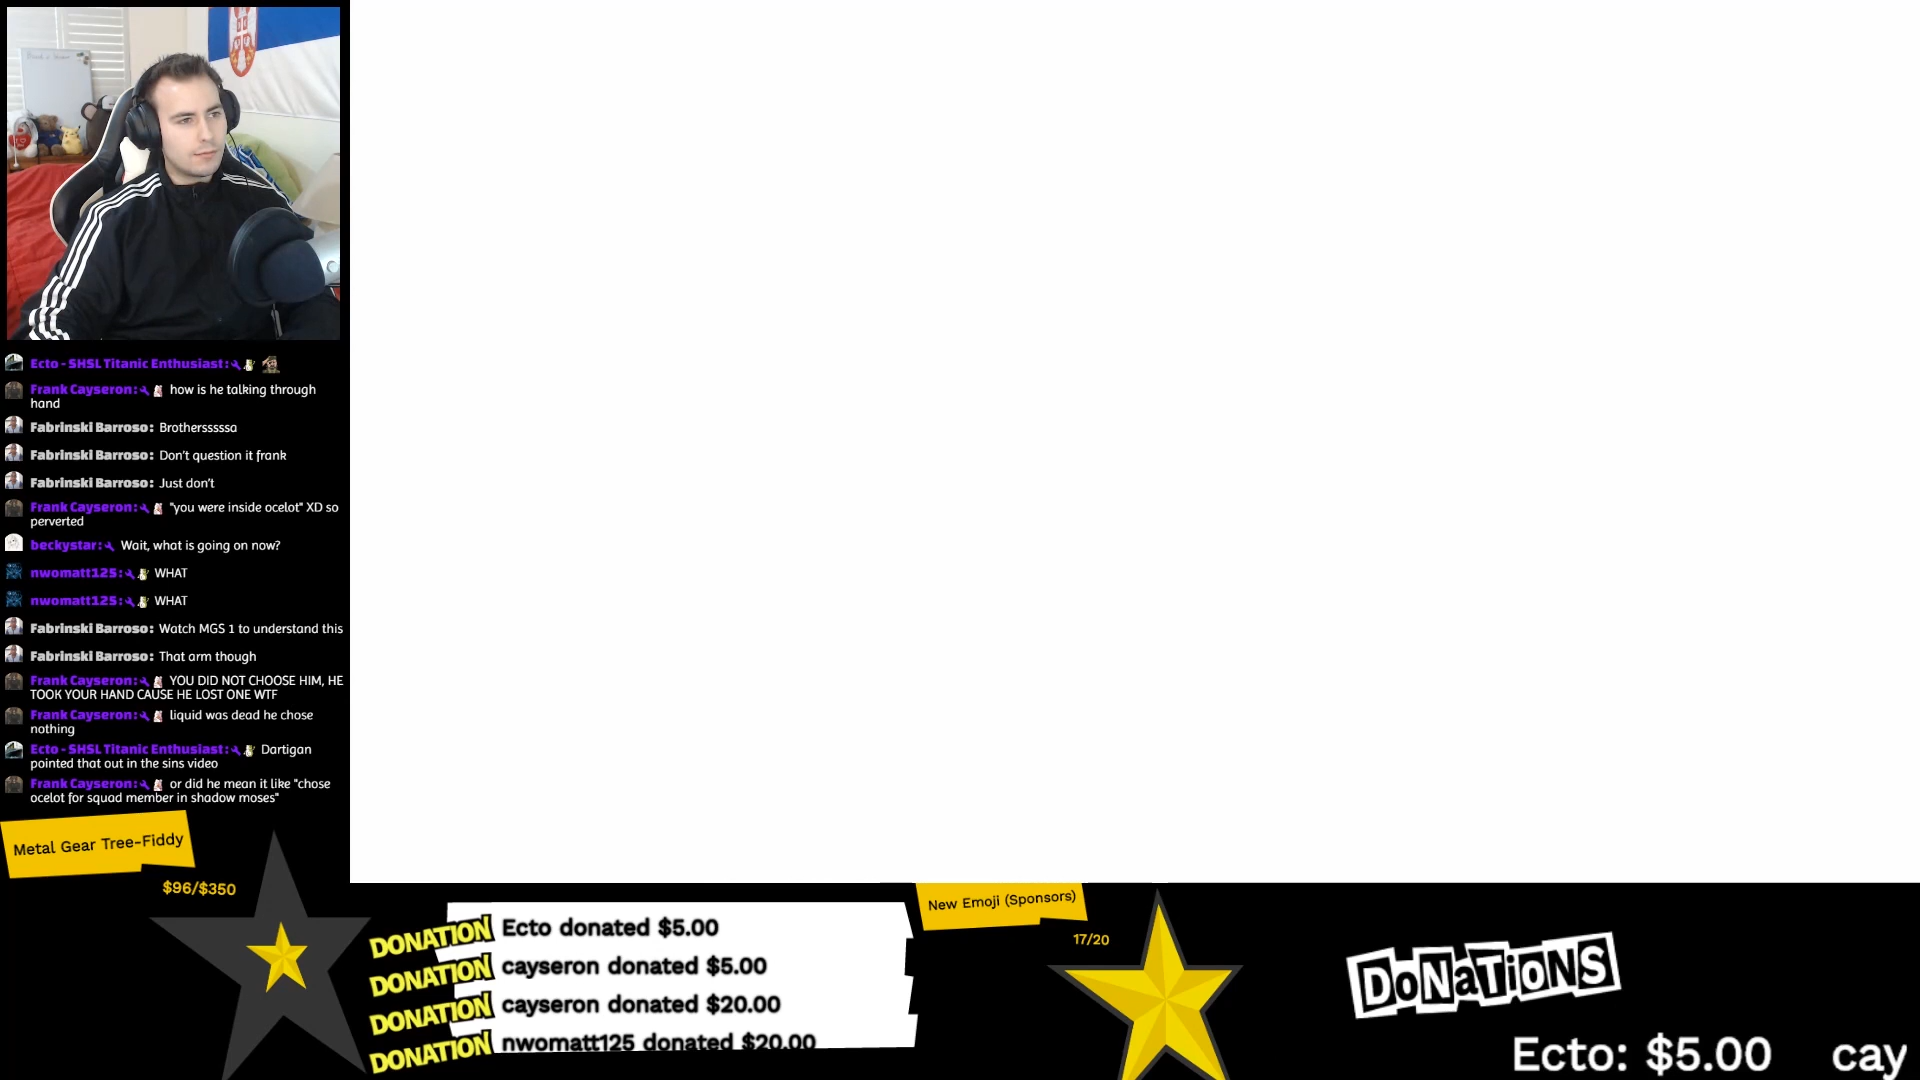 Ecto - SHSL Titanic Enthusiast:
Frank Cayseron: how is he talking through
hand
Fabrinski Barroso: Brotherssssa
Fabrinski Barroso: Don't question it frank
Fabrinski Barroso: Just don't
Frank Cayseron: "you were inside ocelot" XD so
perverted
beckystar: Wait, what is going on now?
nwomatt125: WHAT
nwomatt125: WHAT
Fabrinski Barroso: Watch MGS 1 to understand this
Fabrinski Barroso: That arm though
Frank Cayseron: YOU DID NOT CHOOSE HIM, HE
TOOK YOUR HAND CAUSE HE LOST ONE WTF
Frank Cayseron: liquid was dead he chose
nothing
Ecto - SHSL Titanic Enthusiast: Dartigan
pointed that out in the sins video
Frank Cayseron: or did he mean it like "chose
ocelot for squad member in shadow moses"
Metal Gear Tree-Fiddy
$96/$350
DONATION Ecto donated $5.00
DONATION cayseron donated $5.00
DONATION cayseron donated $20.00
DONATION nwomatt125 donated $20.00
New Emoji (Sponsors)
17/20
DoNaTioNS
Ecto: $5.00 cay